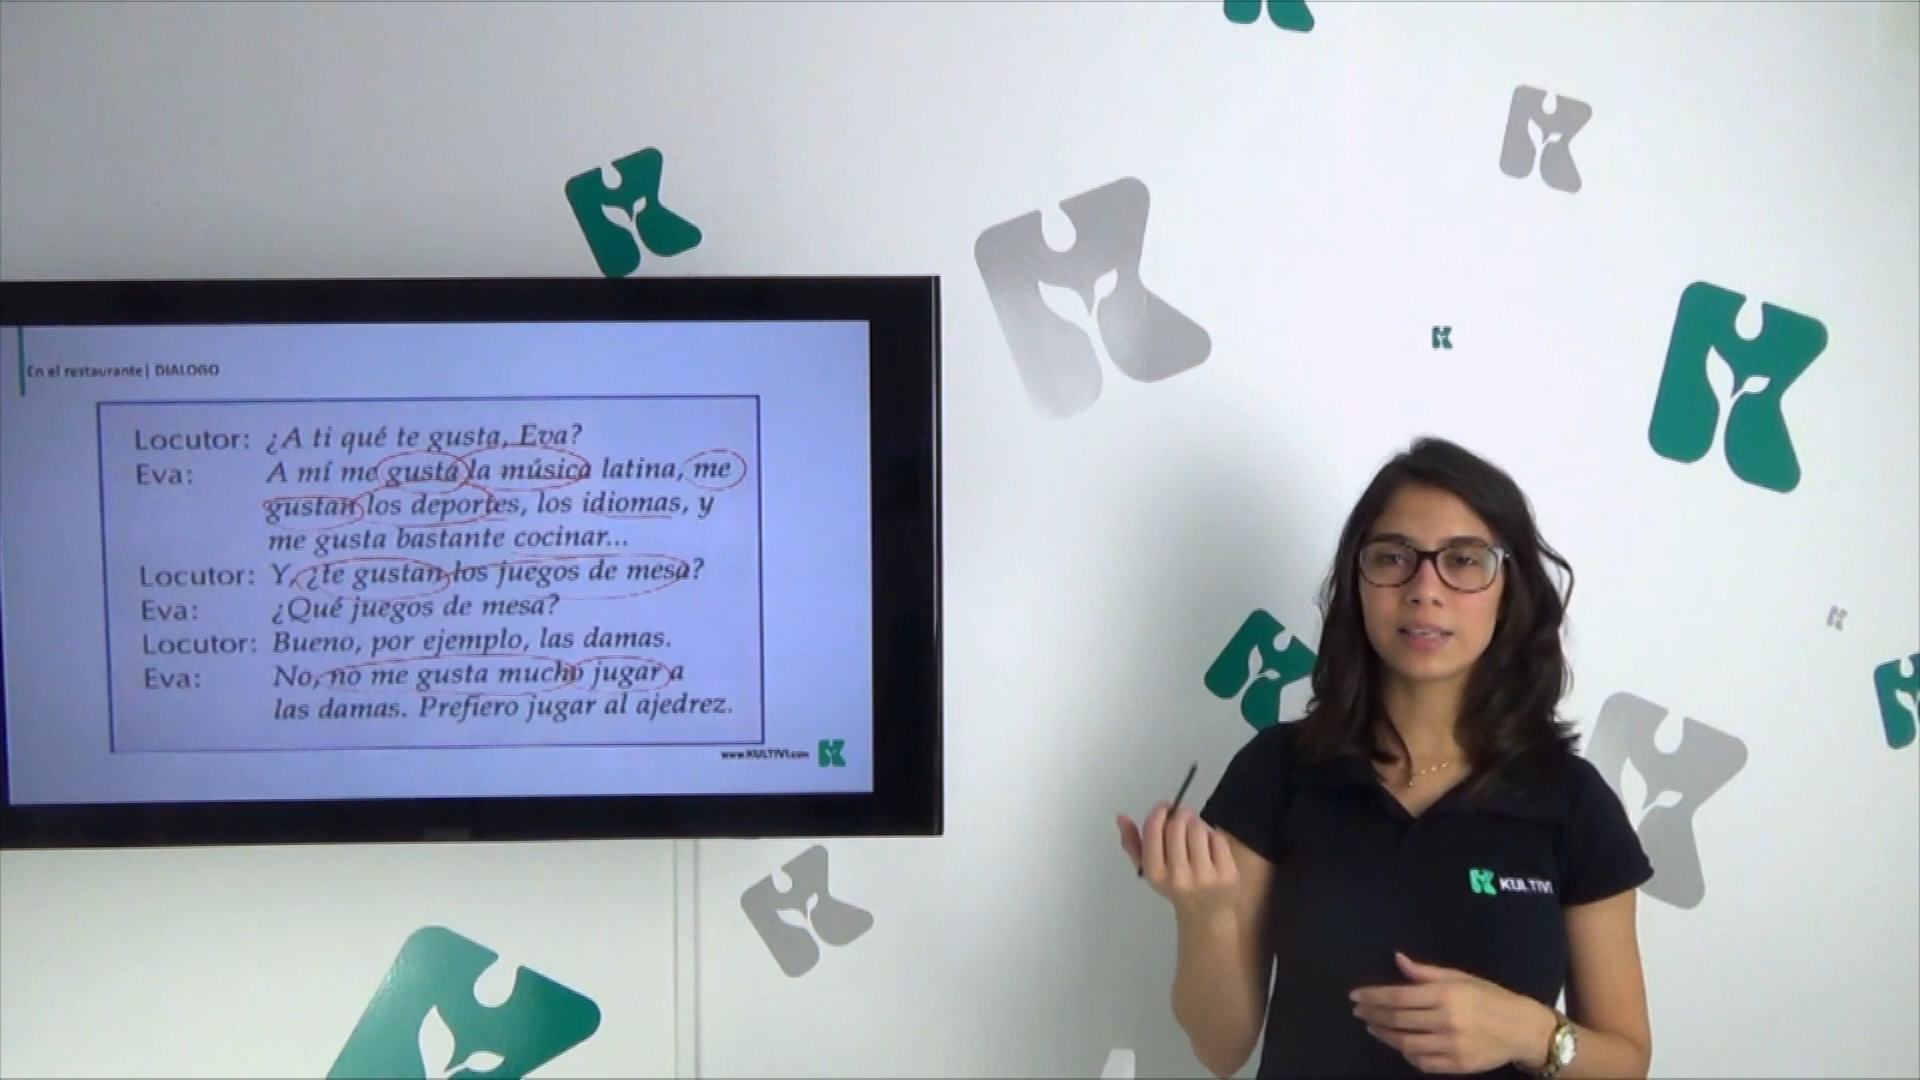 En el restaurante| DIALOGO
Locutor: ¿A ti qué te gusta, Eva?
Eva: A mí me gusta la música latina, me
gustan los deportes, los idiomas, y
me gusta bastante cocinar...
Locutor: Y, ¿te gustan los juegos de mesa?
Eva: ¿Qué juegos de mesa?
Locutor: Bueno, por ejemplo, las damas.
Eva: No, no me gusta mucho jugar a
las damas. Prefiero jugar al ajedrez.
www.KULTIVI.com
KULTIVI